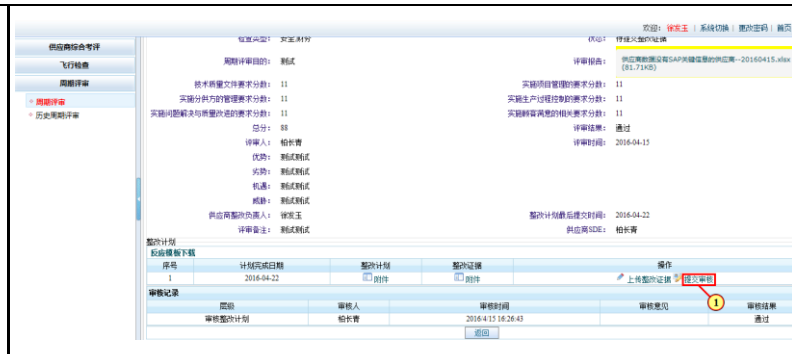 欢迎: 徐发玉 | 系统切换 | 更改密码 | 首页
供应商综合考评
飞行检查
周期评审
周期评审
历史周期评审
检查类型: 安全测分 状态: 待提交整改证据
周期评审目的: 测试 评审报告: 供应商数据没有SAP关键信息的供应商--20160415.xlsx
(81.71KB)
技术质量文件要求分数: 11 实施项目管理的要求分数: 11
实施分供方的管理要求分数: 11 实施生产过程控制的要求分数: 11
实施问题解决与质量改进的要求分数: 11 实施顾客满意的相关要求分数: 11
总分: 88 评审结果: 通过
评审人: 柏长青 评审时间: 2016-04-15
优势: 测试测试
劣势: 测试测试
机遇: 测试测试
威胁: 测试测试
供应商整改负责人: 徐发玉 整改计划最后提交时间: 2016-04-22
评审备注: 测试测试 供应商SDE: 柏长青
整改计划
反应模板下载
序号 计划完成日期 整改计划 整改证据 操作
1 2016-04-22 附件 附件 上传整改证据 提交审核
1
审核记录
层级 审核人 审核时间 审核意见 审核结果
审核整改计划 柏长青 2016/4/15 16:26:43 通过
返回